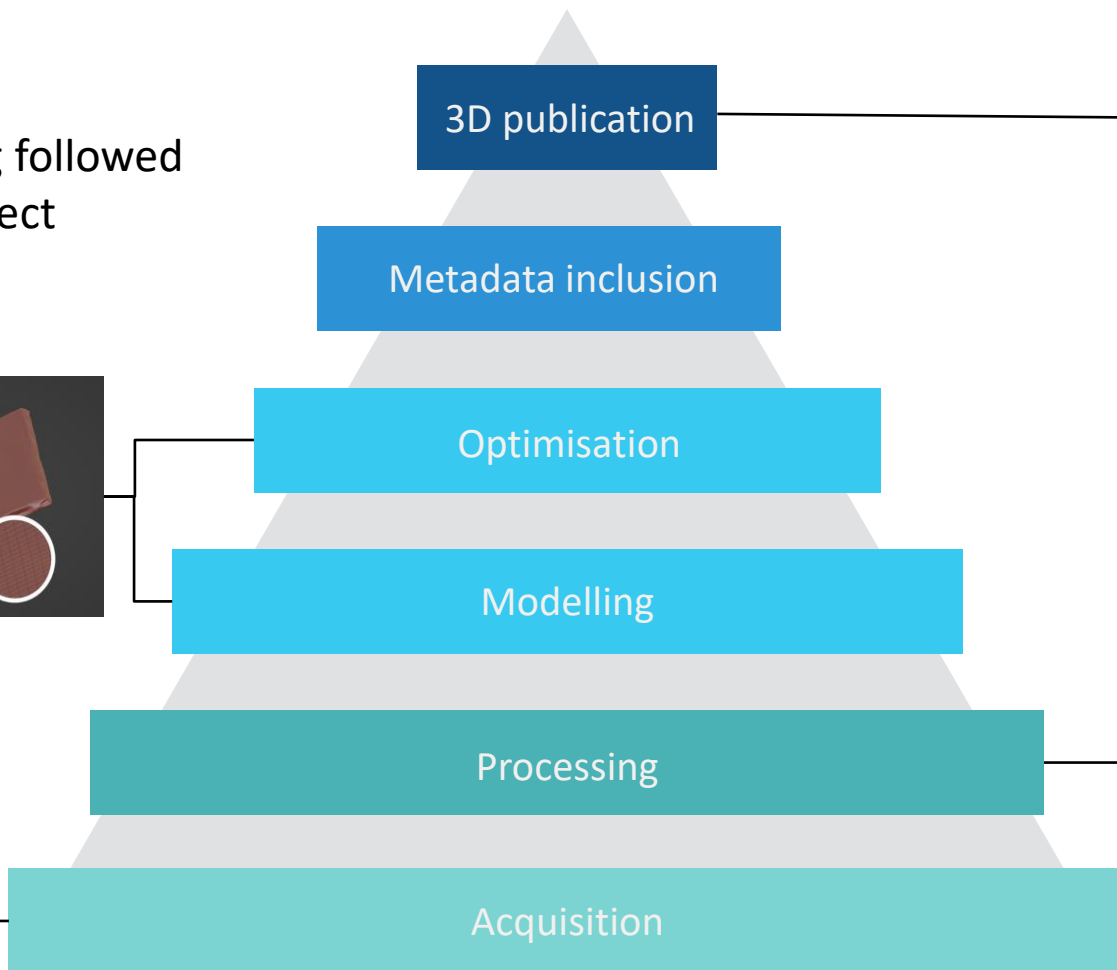 3D publication
followed
ect
Metadata inclusion
Optimisation
Modelling
Processing
Acquisition